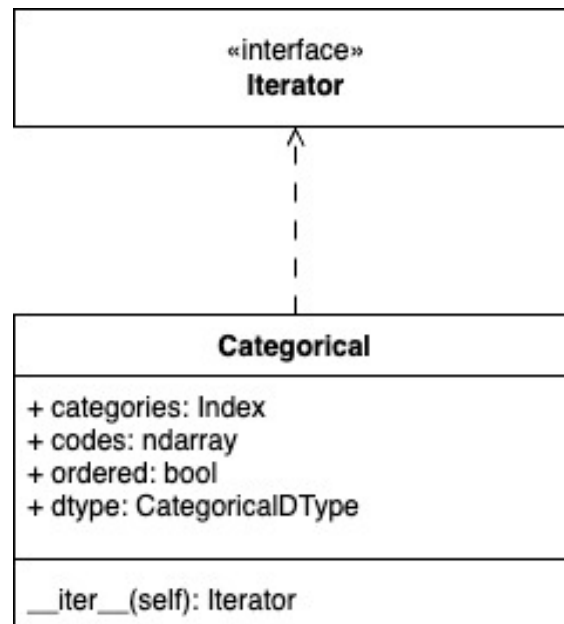 «interface»
Iterator
Categorical
+ categories: Index
+ codes: ndarray
+ ordered: bool
+ dtype: CategoricalDType
__iter__(self): Iterator